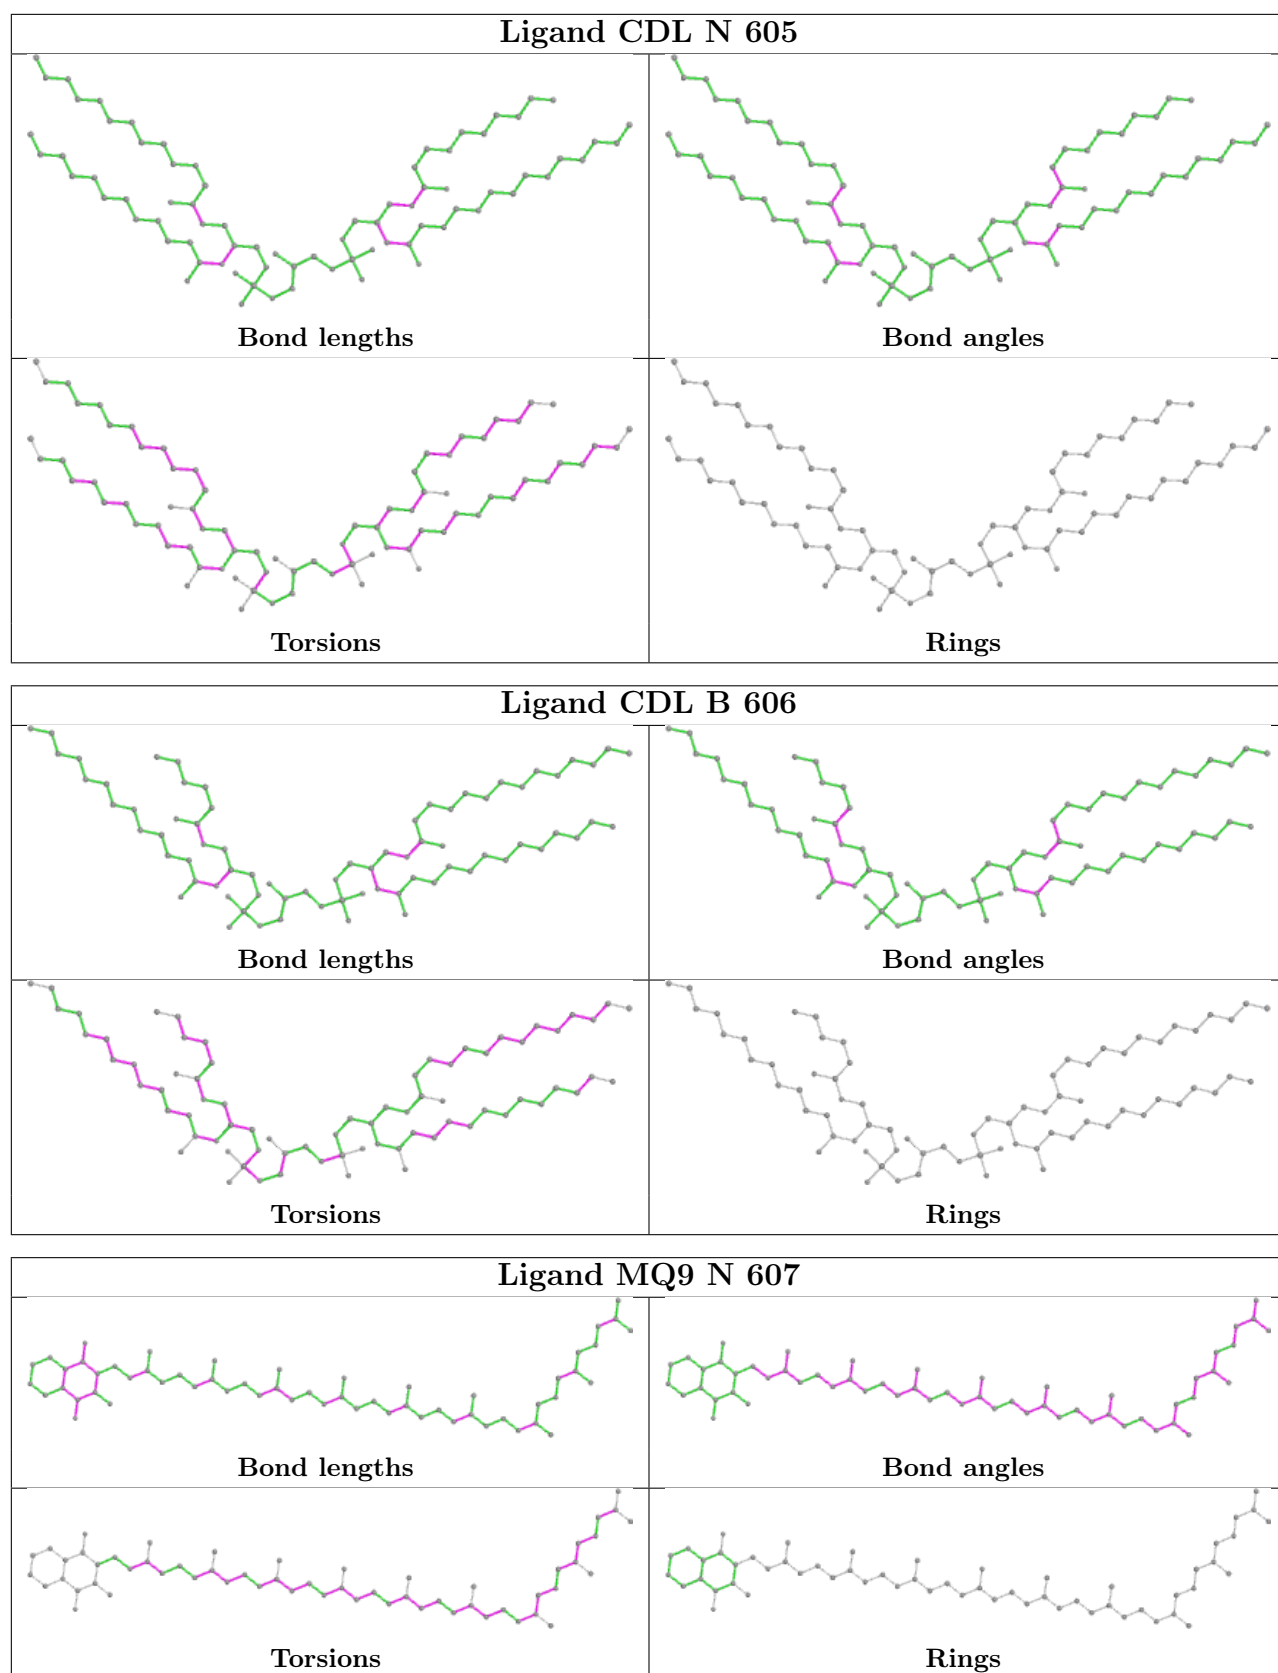 Ligand CDL N 605
Bond lengths
Bond angles
Torsions
Rings
Ligand CDL B 606
Bond lengths
Bond angles
Torsions
Rings
Ligand MQ9 N 607
Bond lengths
Bond angles
Torsions
Rings